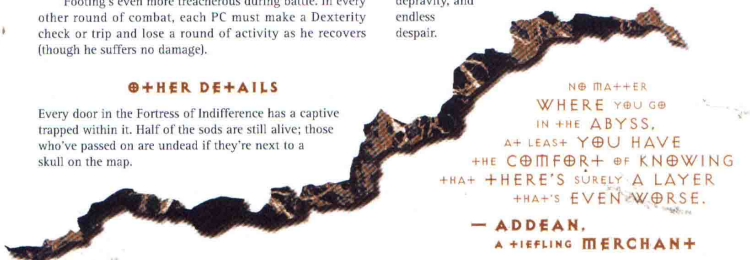 Footing's even more treacherous during battle. In every
other round of combat, each PC must make a Dexterity
check or trip and lose a round of activity as he recovers
(though he suffers no damage).
OTHER DETAILS
Every door in the Fortress of Indifference has a captive
trapped within it. Half of the sods are still alive; those
who've passed on are undead if they're next to a
skull on the map.
depravity, and
endless
despair.
NO MATTER
WHERE YOU GO
IN THE ABYSS,
AT LEAST YOU HAVE
THE COMFORT OF KNOWING
THAT THERE'S SURELY A LAYER
THAT'S EVEN WORSE.
— ADDEAN,
A TIEFLING MERCHANT